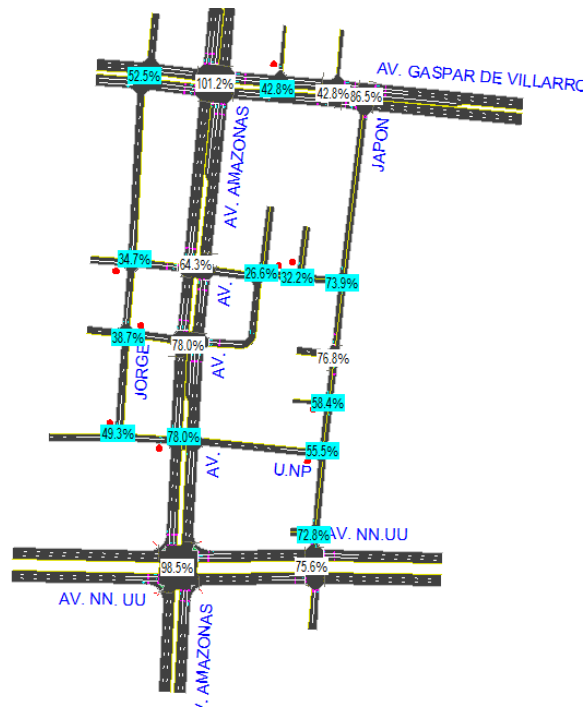 AV. GASPAR DE VILLARRO
52.5%
101.2%
42.8%
42.8%
86.5%
AV. AMAZONAS
JAPON
34.7%
64.3%
26.6%
32.2%
73.9%
AV.
38.7%
78.0%
76.8%
JORGE
AV.
58.4%
49.3%
78.0%
55.5%
AV.
U.NP
72.8%
AV. NN.UU
98.5%
75.6%
AV. NN. UU
AV. AMAZONAS